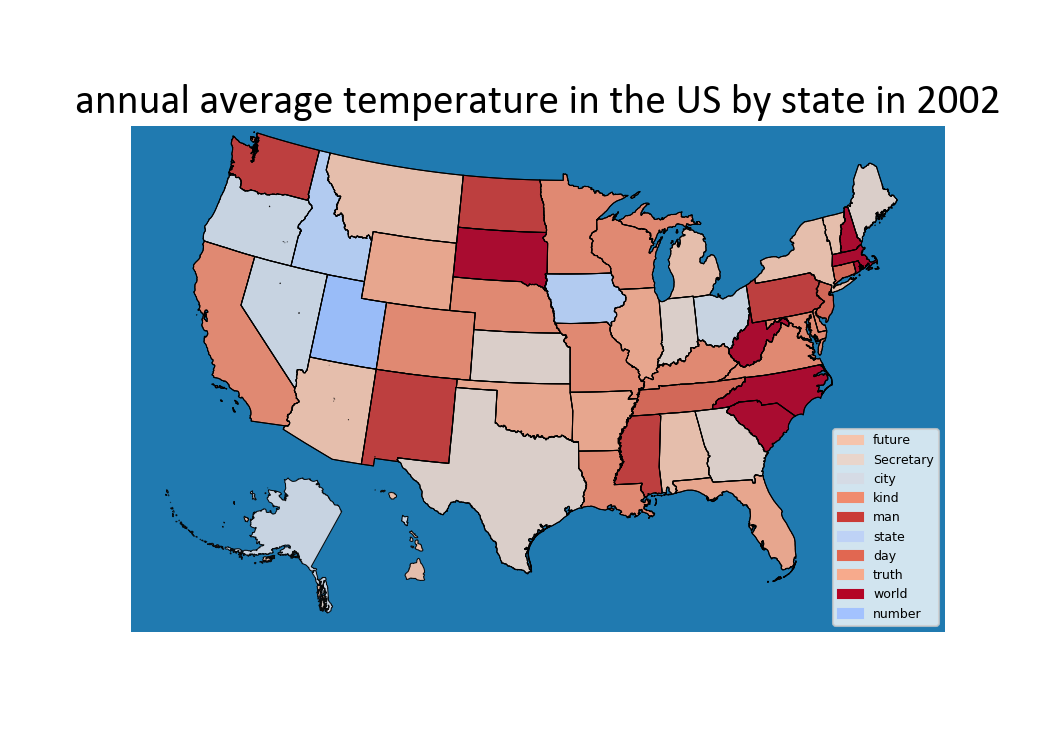 annual average temperature in the US by state in 2002
future
Secretary
city
kind
man
state
day
truth
world
number